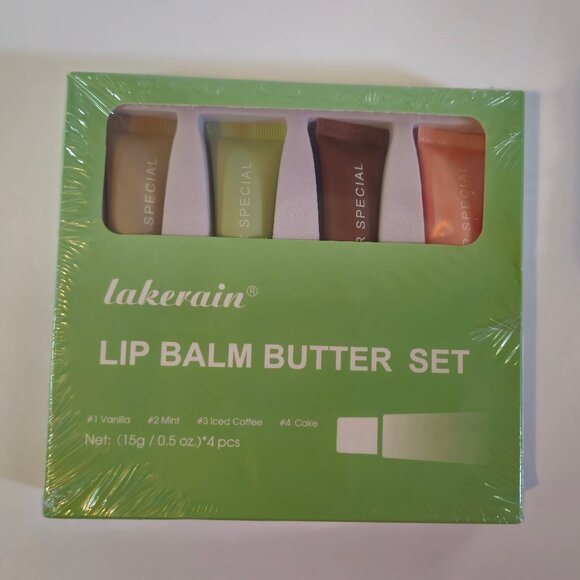 SPECIAL
R SPECIAL
R SPECIAL
SPECIAL
lakerain®
LIP BALM BUTTER SET
#1 Vanilla #2 Mint #3 Iced Coffee #4 Cake
Net: (15g / 0.5 oz.)*4 pcs